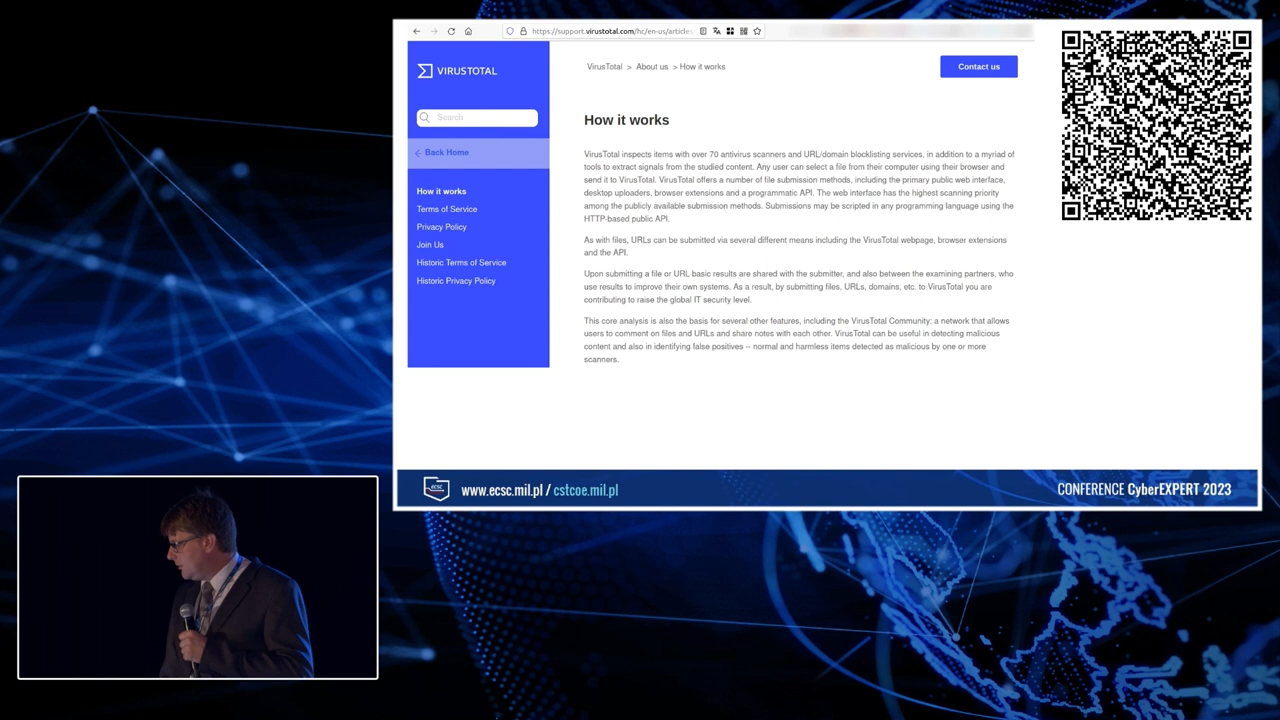 https://support.virustotal.com/hc/en-us/article
VIRUSTOTAL
Search
Back Home
How it works
Terms of Service
Privacy Policy
Join Us
Historic Terms of Service
Historic Privacy Policy
VirusTotal > About us > How it works
Contact us
How it works
VirusTotal inspects items with over 70 antivirus scanners and URL/domain blocklisting services, in addition to a myriad of
tools to extract signals from the studied content. Any user can select a file from their computer using their browser and
send it to VirusTotal. VirusTotal offers a number of file submission methods, including the primary public web interface,
desktop uploaders, browser extensions and a programmatic API. The web interface has the highest scanning priority
among the publicly available submission methods. Submissions may be scripted in any programming language using the
HTTP-based public API.
As with files, URLs can be submitted via several different means including the VirusTotal webpage, browser extensions
and the API.
Upon submitting a file or URL basic results are shared with the submitter, and also between the examining partners, who
use results to improve their own systems. As a result, by submitting files, URLs, domains, etc. to VirusTotal you are
contributing to raise the global IT security level.
This core analysis is also the basis for several other features, including the VirusTotal Community: a network that allows
users to comment on files and URLs and share notes with each other. VirusTotal can be useful in detecting malicious
content and also in identifying false positives -- normal and harmless items detected as malicious by one or more
scanners.
ecsc
www.ecsc.mil.pl / cstcoe.mil.pl
CONFERENCE CyberEXPERT 2023